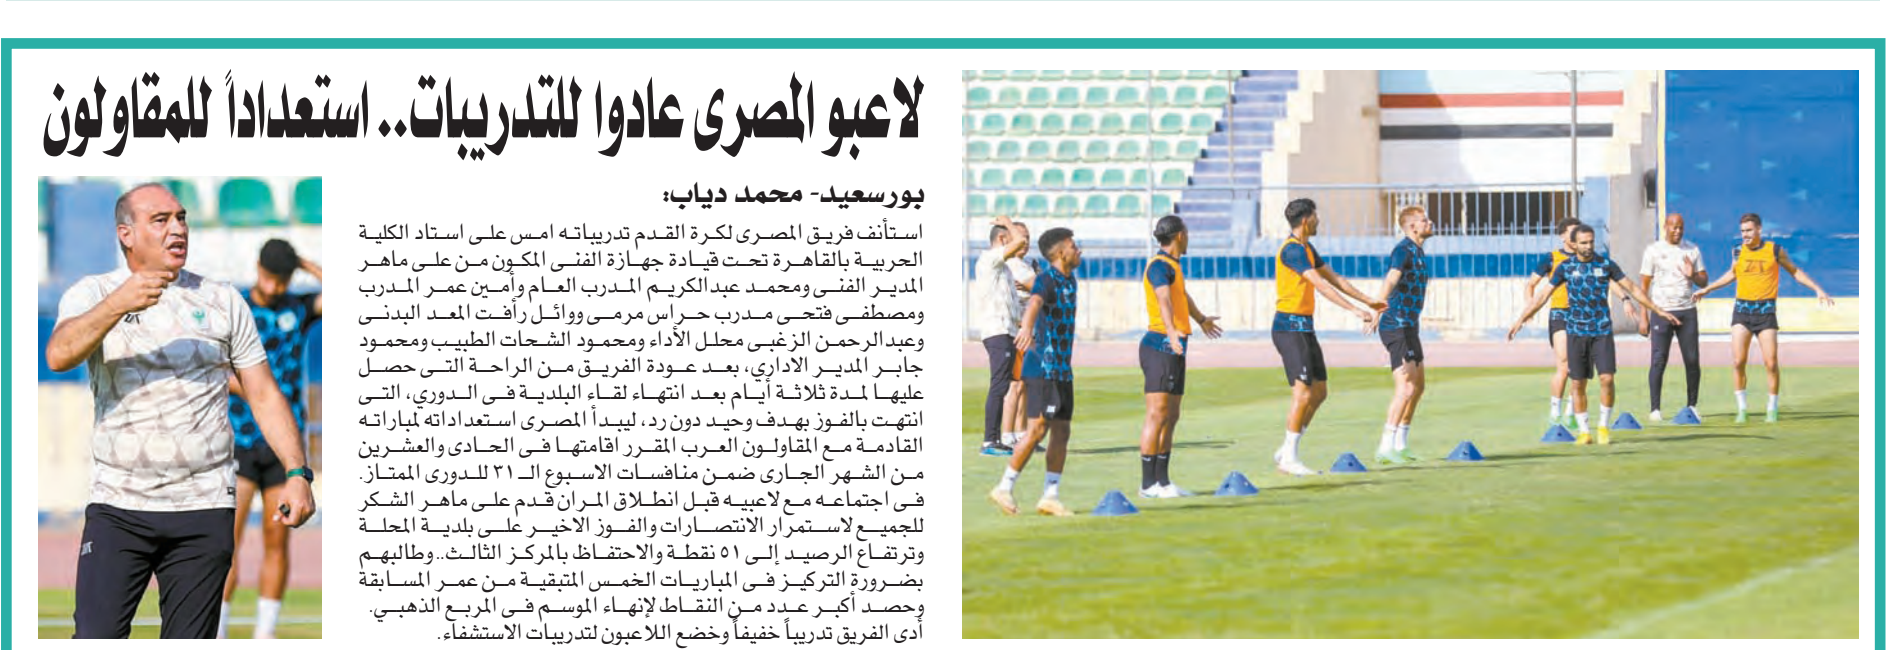 لاعبو المصرى عادوا للتدريبات.. استعداداً للمقاولون
بورسعيد- محمد دياب:
استأنف فريق المصرى لكرة القدم تدريباته امس على استاد الكلية
الحربية بالقاهرة تحت قيادة جهازة الفنى المكون من على ماهر
المدير الفنى ومحمد عبدالكريم المدرب العام وأمين عمر المدرب
ومصطفى فتحى مدرب حراس مرمى ووائل رأفت المعد البدنى
وعبدالرحمن الزغبى محلل الأداء ومحمود الشحات الطبيب ومحمود
جابر المدير الاداري، بعد عودة الفريق من الراحة التى حصل
عليها لمدة ثلاثة أيام بعد انتهاء لقاء البلدية فى الدوري، التى
انتهت بالفوز بهدف وحيد دون رد، ليبدأ المصرى استعداداته لمباراته
القادمة مع المقاولون العرب المقرر اقامتها فى الحادى والعشرين
من الشهر الجارى ضمن منافسات الاسبوع الـ ٣١ للدورى الممتاز.
فى اجتماعه مع لاعبيه قبل انطلاق المران قدم على ماهر الشكر
للجميع لاستمرار الانتصارات والفوز الاخير على بلدية المحلة
وترتفاع الرصيد إلى ٥١ نقطة والاحتفاظ بالمركز الثالث..وطالبهم
بضرورة التركيز فى المباريات الخمس المتبقية من عمر المسابقة
وحصد أكبر عدد من النقاط لإنهاء الموسم فى المربع الذهبي.
أدى الفريق تدريباً خفيفاً وخضع اللاعبون لتدريبات الاستشفاء.